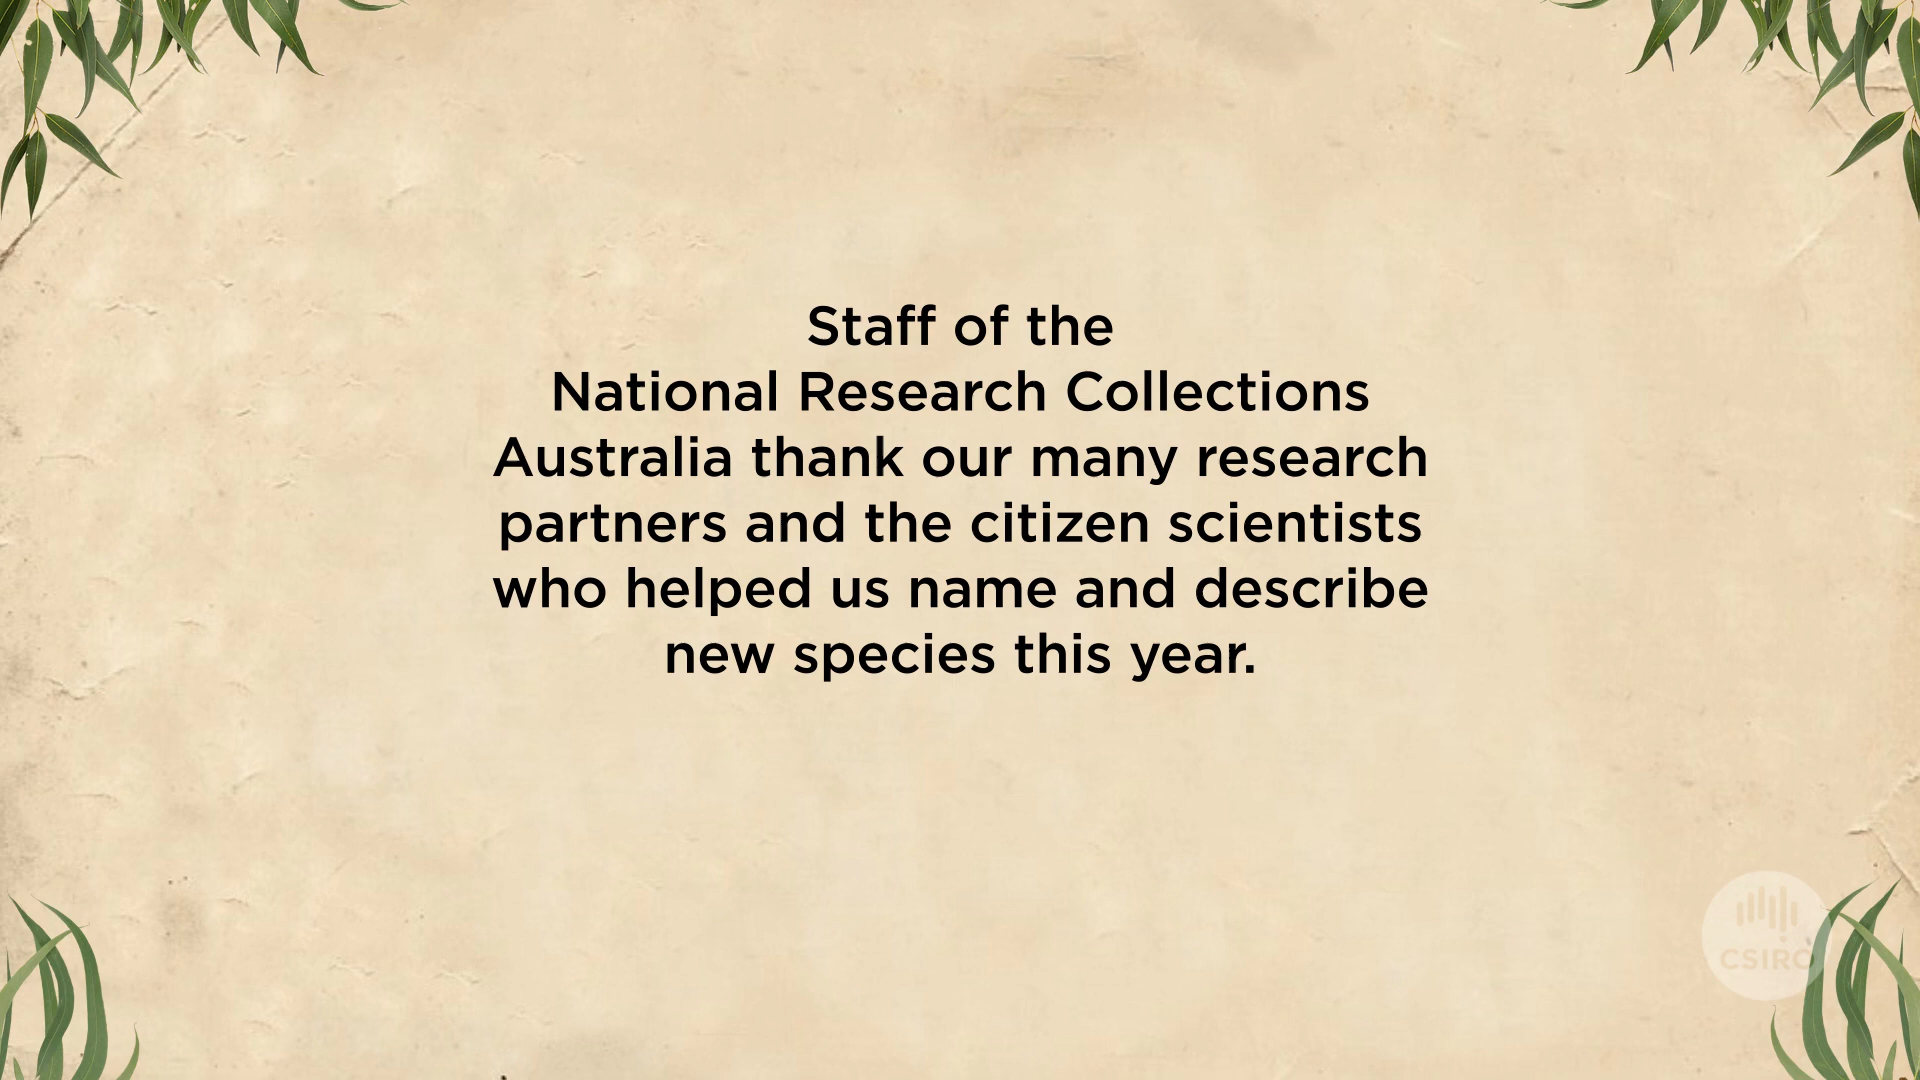 Staff of the
National Research Collections
Australia thank our many research
partners and the citizen scientists
who helped us name and describe
new species this year.
CSIRO